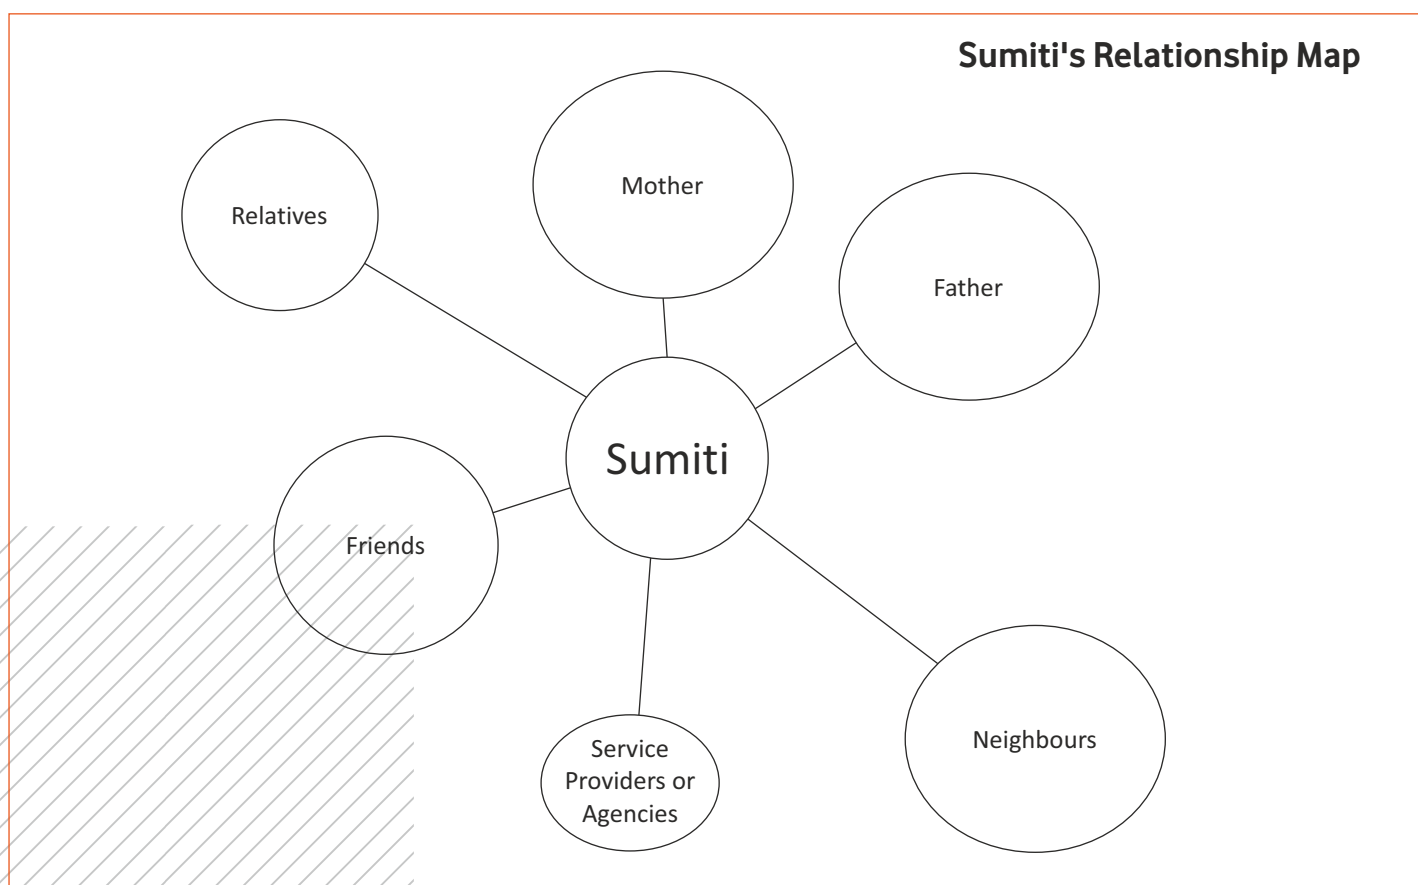 Sumiti's Relationship Map
Mother
Relatives
Father
Sumiti
Friends
Service
Providers or
Agencies
Neighbours